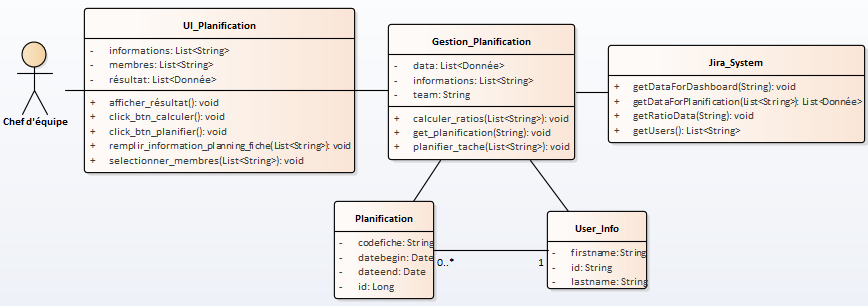 UI_Planification
- informations: List<String>
- membres: List<String>
- résultat: List<Donnée>
+ afficher_résultat(): void
+ click_btn_calculer(): void
+ click_btn_planifier(): void
+ remplir_information_planning_fiche(List<String>): void
+ selectionner_membres(List<String>): void
Chef d'équipe
Gestion_Planification
- data: List<Donnée>
- informations: List<String>
- team: String
+ calculer_ratios(List<String>): void
+ get_planification(String): void
+ planifier_tache(List<String>): void
Jira_System
+ getDataForDashboard(String): void
+ getDataForPlanification(List<String>): List<Donnée>
+ getRatioData(String): void
+ getUsers(): List<String>
Planification
- codefiche: String
- datebegin: Date
- dateend: Date
- id: Long
0..*
1
User_Info
- firstname: String
- id: String
- lastname: String